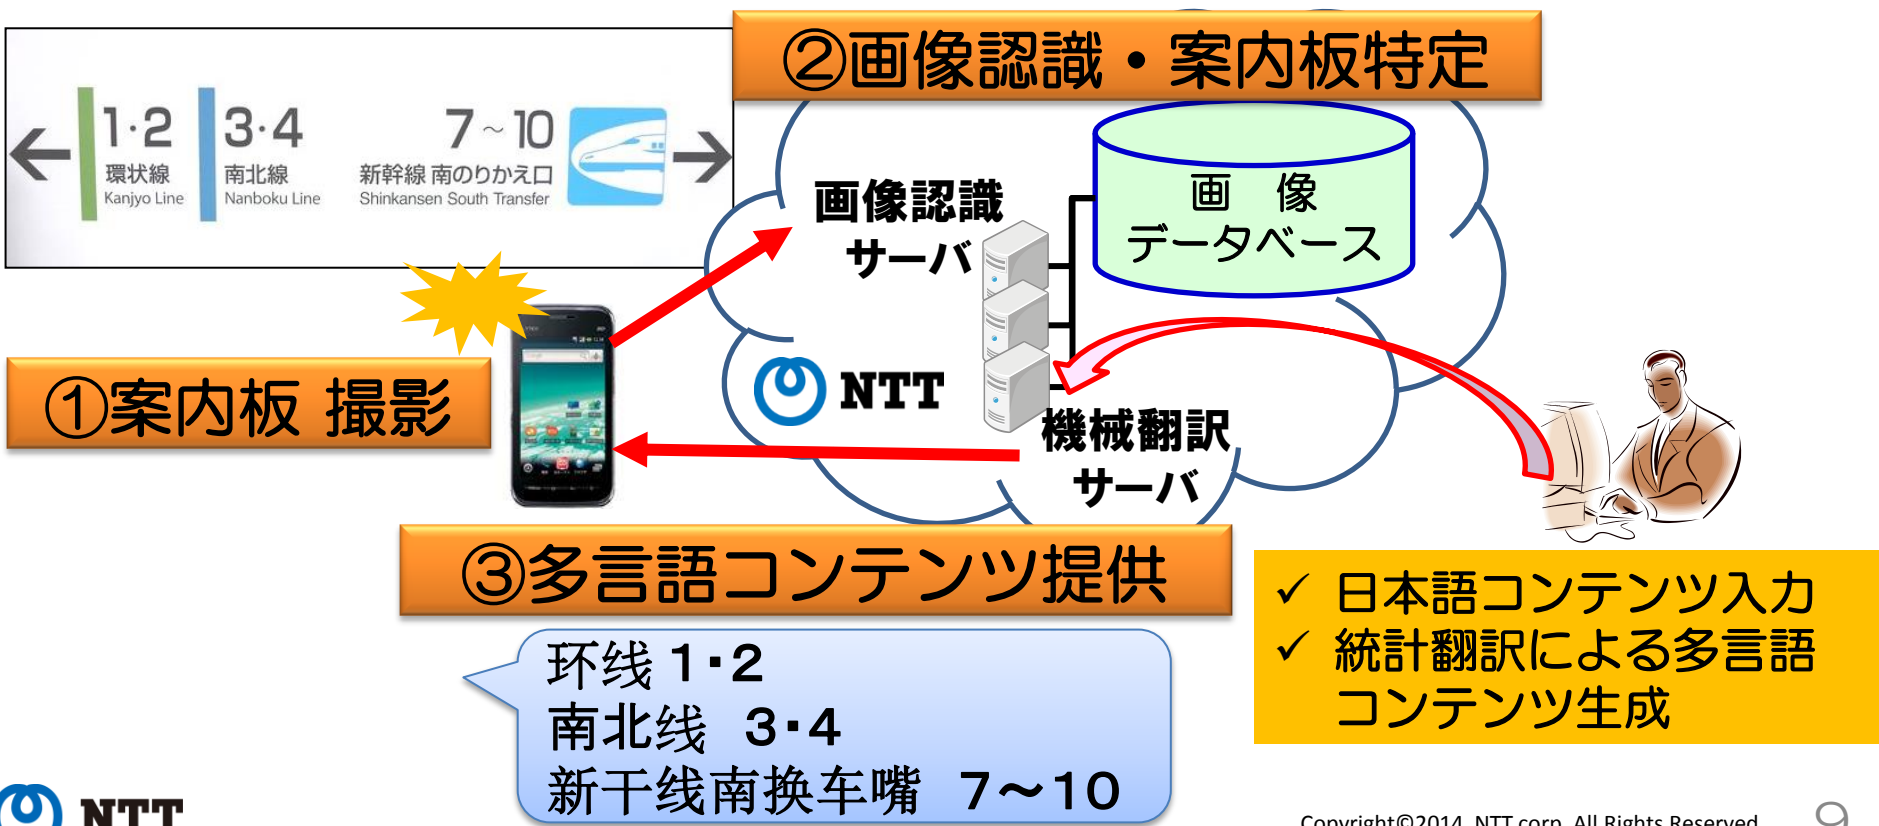 ②画像認識・案内板特定
1・2
環状線
Kanjyo Line
3・4
南北線
Nanboku Line
7～10
新幹線 南のりかえ口
Shinkansen South Transfer
画像認識
サーバ
画 像
データベース
①案内板 撮影
NTT
機械翻訳
サーバ
③多言語コンテンツ提供
环线 1・2
南北线 3・4
新干线南换车嘴 7～10
✓ 日本語コンテンツ入力
✓ 統計翻訳による多言語
コンテンツ生成
NTT
Copyright©2014 NTT corp. All Rights Reserved.
9